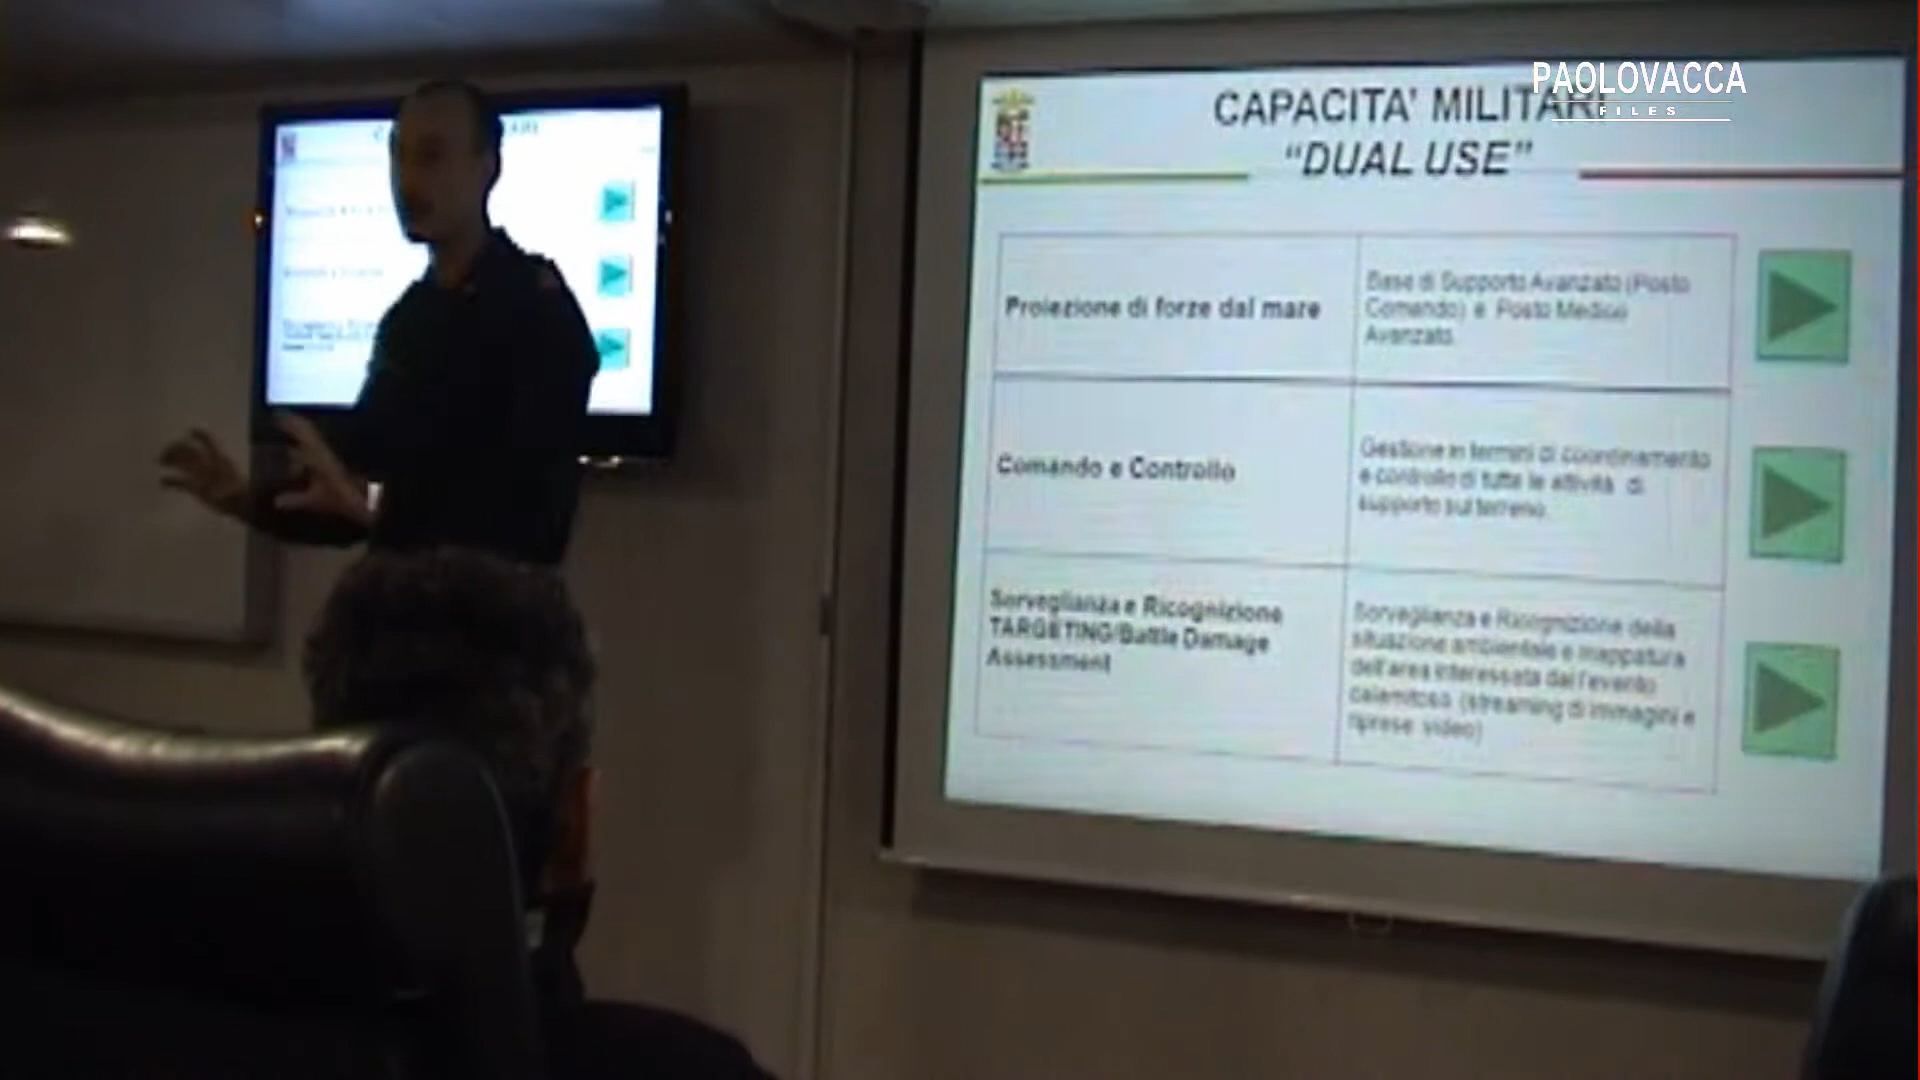 PAOLOVACCA
FILES
CAPACITA' MILITARI
"DUAL USE"
Proiezione di forze dal mare
Base di Supporto Avanzato (Posto
Comando) e Posto Medico
Avanzato.
Comando e Controllo
Gestione in termini di coordinamento
e controllo di tutte le attività di
supporto sul terreno.
Sorveglianza e Ricognizione
TARGETING/Battle Damage
Assessment
Sorveglianza e Ricognizione della
situazione ambientale e mappatura
dell'area interessata dall'evento
calamitoso (streaming di immagini e
riprese video)